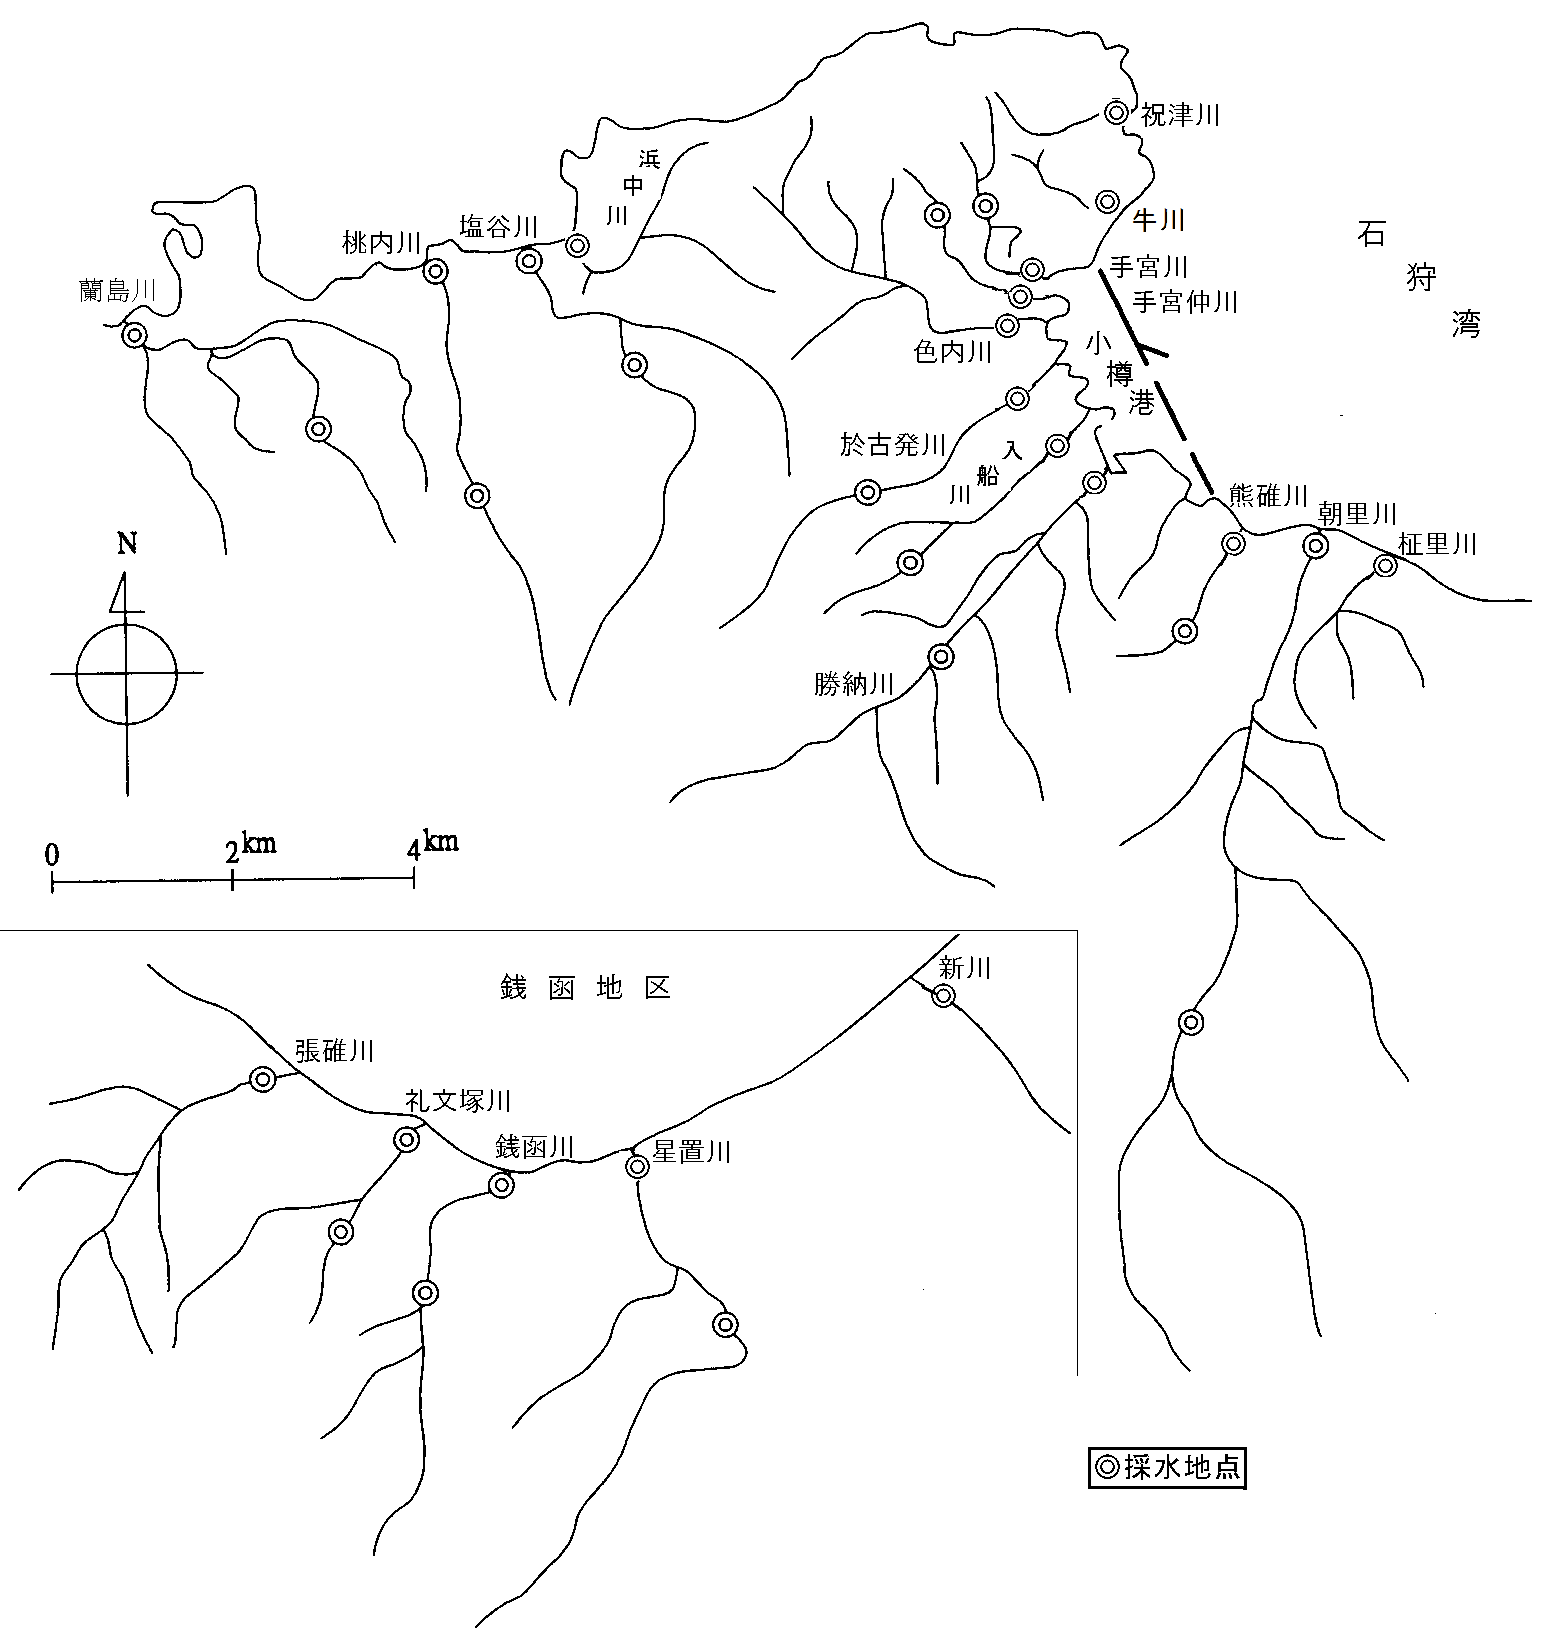 祝津川
浜中川
牛川
塩谷川
桃内川
石狩湾
手宮川
蘭島川
手宮仲川
色内川
小樽港
於古発川
入船川
熊碓川
朝里川
柾里川
N
勝納川
0 2km 4km
銭函地区
新川
張碓川
礼文塚川
銭函川
星置川
◎採水地点